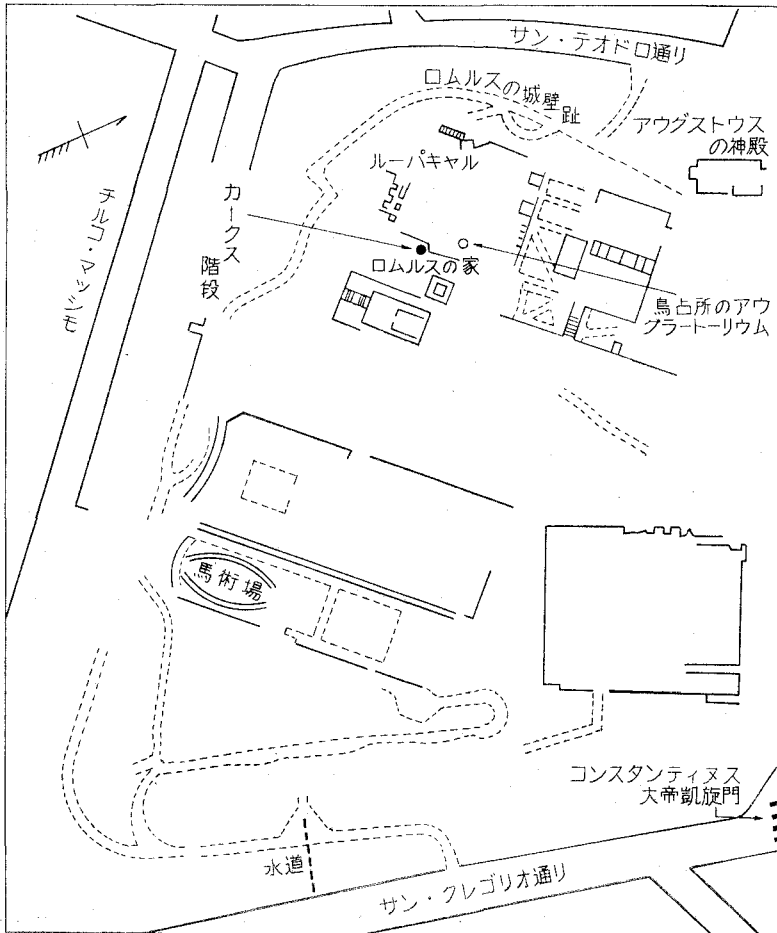 サン・テオドロ通り
ロムルスの城壁趾
アウグストウス
の神殿
ルーパキャル
カークス
階段
チルコ・マッシモ
ロムルスの家
鳥占所のアウ
グラートーリウム
馬術場
コンスタンティヌス
大帝凱旋門
水道
サン・グレゴリオ通り